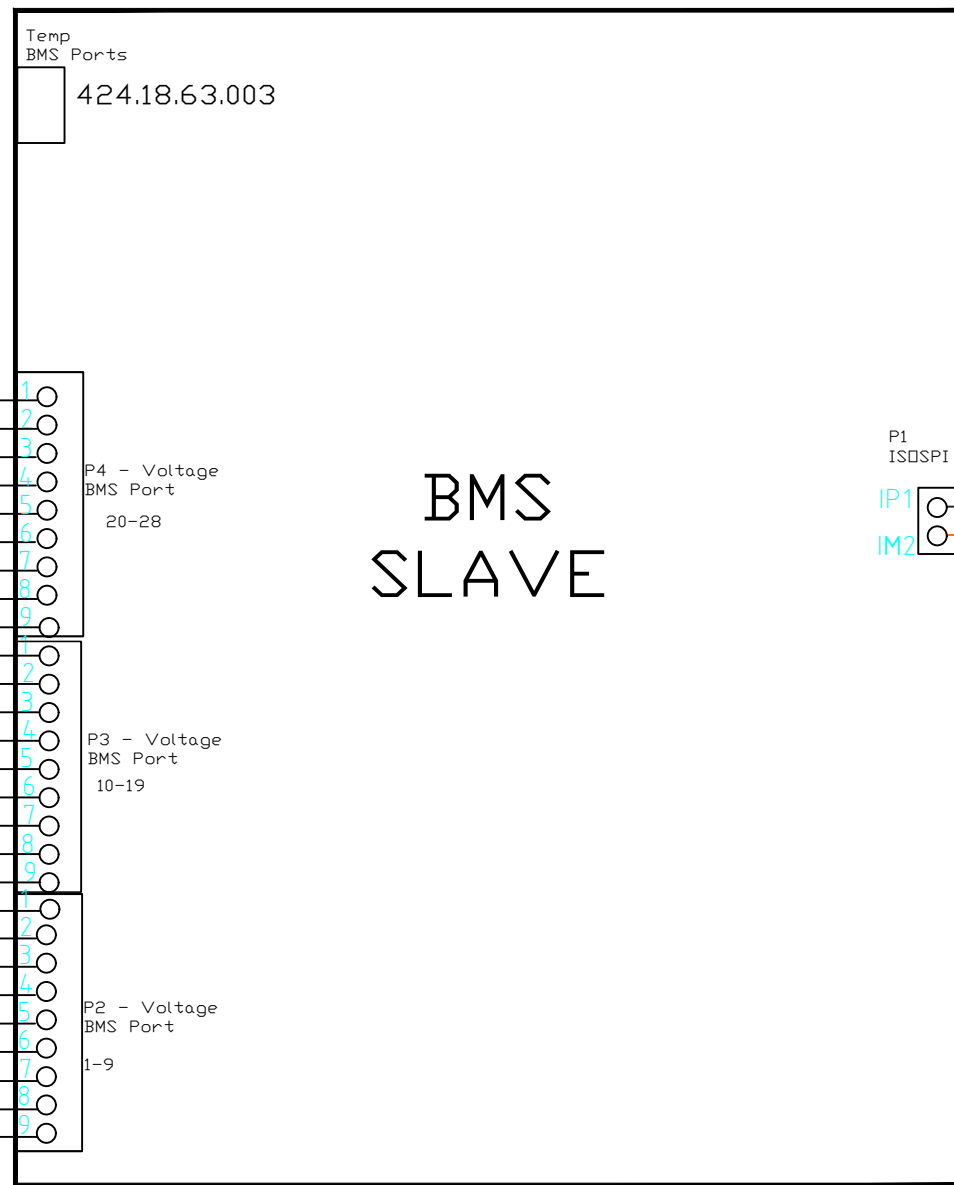 Temp
BMS Ports
424.18.63.003
1
2
3
4
5
6
7
8
9
P4 - Voltage
BMS Port
20-28
BMS
SLAVE
P1
ISOSPI
IP1
IM2
1
2
3
4
5
6
7
8
9
P3 - Voltage
BMS Port
10-19
1
2
3
4
5
6
7
8
9
P2 - Voltage
BMS Port
1-9